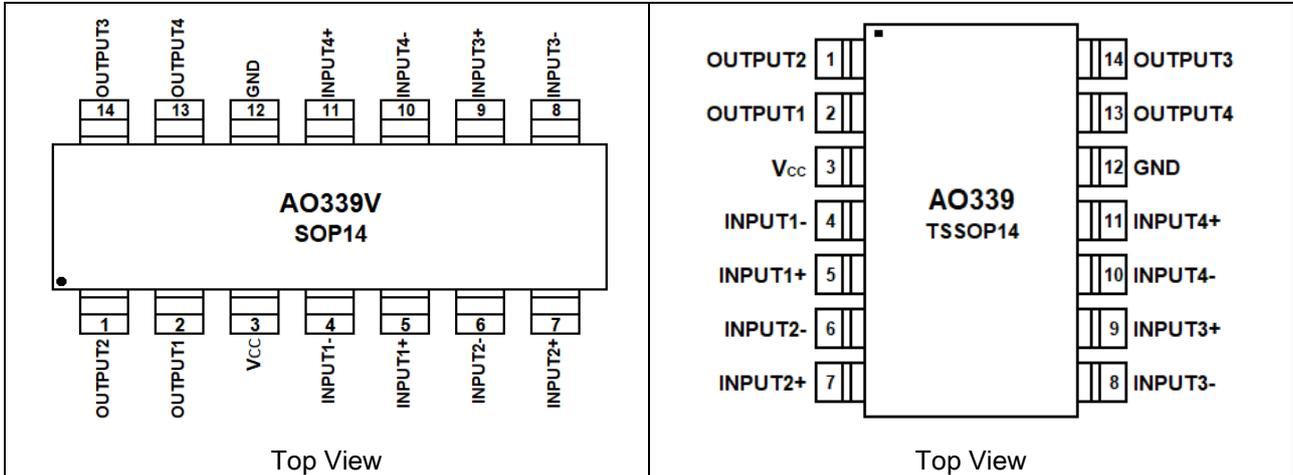 OUTPUT3
OUTPUT4
GND
INPUT4+
INPUT4-
INPUT3+
INPUT3-
14 13 12 11 10 9 8
AO339V
SOP14
1 2 3 4 5 6 7
OUTPUT2
OUTPUT1
VCC
INPUT1-
INPUT1+
INPUT2-
INPUT2+
Top View
OUTPUT2 1 14 OUTPUT3
OUTPUT1 2 13 OUTPUT4
VCC 3 12 GND
INPUT1- 4 11 INPUT4+
INPUT1+ 5 10 INPUT4-
INPUT2- 6 9 INPUT3+
INPUT2+ 7 8 INPUT3-
AO339
TSSOP14
Top View